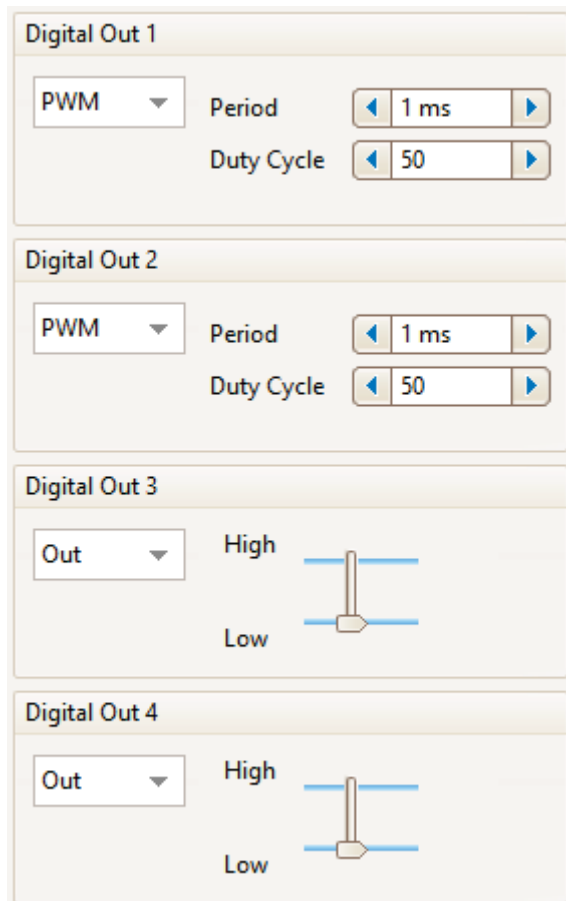 Digital Out 1
PWM
Period
1 ms
Duty Cycle
50
Digital Out 2
PWM
Period
1 ms
Duty Cycle
50
Digital Out 3
Out
High
Low
Digital Out 4
Out
High
Low